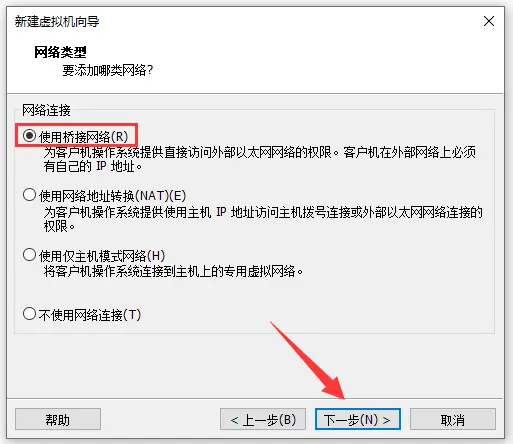 新建虚拟机向导
网络类型
要添加哪类网络?
网络连接
使用桥接网络(R)
为客户机操作系统提供直接访问外部以太网网络的权限。客户机在外部网络上必须
有自己的 IP 地址。
使用网络地址转换(NAT)(E)
为客户机操作系统提供使用主机 IP 地址访问主机拨号连接或外部以太网网络连接的
权限。
使用仅主机模式网络(H)
将客户机操作系统连接到主机上的专用虚拟网络。
不使用网络连接(T)
帮助
< 上一步(B)
下一步(N) >
取消